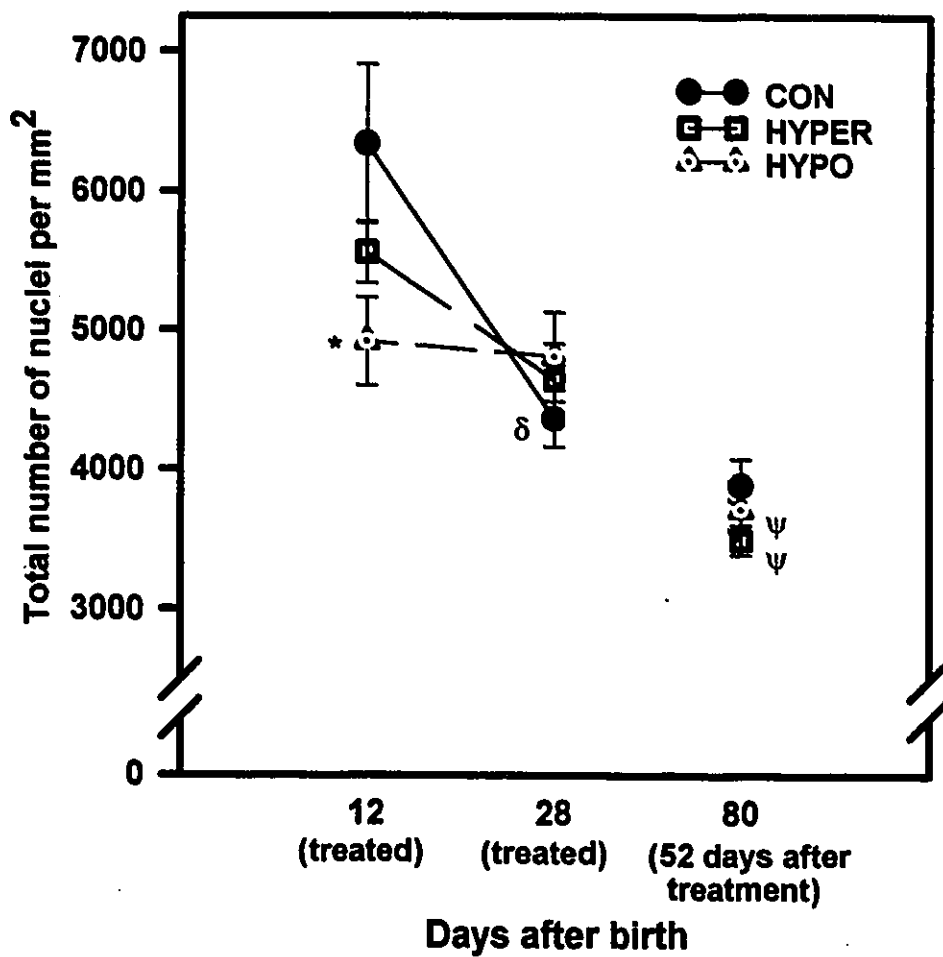 Total number of nuclei per mm²
7000
6000
5000
4000
3000
0
CON
HYPER
HYPO
*
δ
ψ
ψ
12
(treated)
28
(treated)
80
(52 days after
treatment)
Days after birth